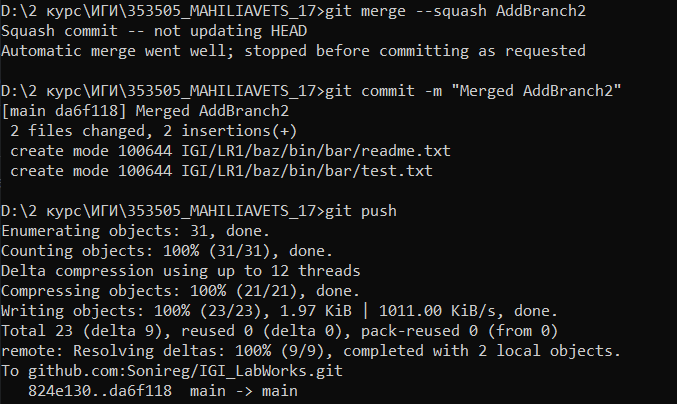 D:\2 курс\ИГИ\353505_MAHILIAVETS_17>git merge --squash AddBranch2
Squash commit -- not updating HEAD
Automatic merge went well; stopped before committing as requested
D:\2 курс\ИГИ\353505_MAHILIAVETS_17>git commit -m "Merged AddBranch2"
[main da6f118] Merged AddBranch2
 2 files changed, 2 insertions(+)
 create mode 100644 IGI/LR1/baz/bin/bar/readme.txt
 create mode 100644 IGI/LR1/baz/bin/bar/test.txt
D:\2 курс\ИГИ\353505_MAHILIAVETS_17>git push
Enumerating objects: 31, done.
Counting objects: 100% (31/31), done.
Delta compression using up to 12 threads
Compressing objects: 100% (21/21), done.
Writing objects: 100% (23/23), 1.97 KiB | 1011.00 KiB/s, done.
Total 23 (delta 9), reused 0 (delta 0), pack-reused 0 (from 0)
remote: Resolving deltas: 100% (9/9), completed with 2 local objects.
To github.com:Sonireg/IGI_LabWorks.git
   824e130..da6f118  main -> main